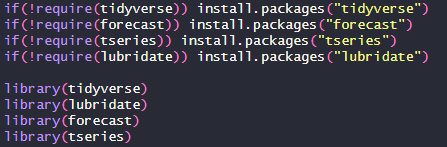 if(!require(tidyverse)) install.packages("tidyverse")
if(!require(forecast)) install.packages("forecast")
if(!require(tseries)) install.packages("tseries")
if(!require(lubridate)) install.packages("lubridate")
library(tidyverse)
library(lubridate)
library(forecast)
library(tseries)